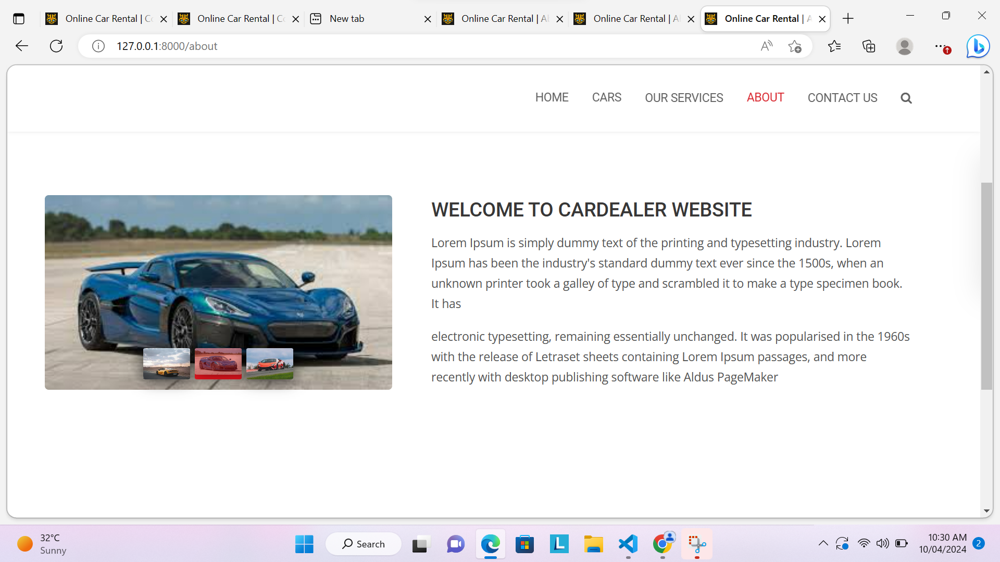 Online Car Rental | Co
Online Car Rental | Co
New tab
Online Car Rental | Al
Online Car Rental | Al
Online Car Rental | A
127.0.0.1:8000/about
HOME
CARS
OUR SERVICES
ABOUT
CONTACT US
WELCOME TO CARDEALER WEBSITE
Lorem Ipsum is simply dummy text of the printing and typesetting industry. Lorem
Ipsum has been the industry's standard dummy text ever since the 1500s, when an
unknown printer took a galley of type and scrambled it to make a type specimen book.
It has
electronic typesetting, remaining essentially unchanged. It was popularised in the 1960s
with the release of Letraset sheets containing Lorem Ipsum passages, and more
recently with desktop publishing software like Aldus PageMaker
32°C
Sunny
Search
L
10:30 AM
10/04/2024
2